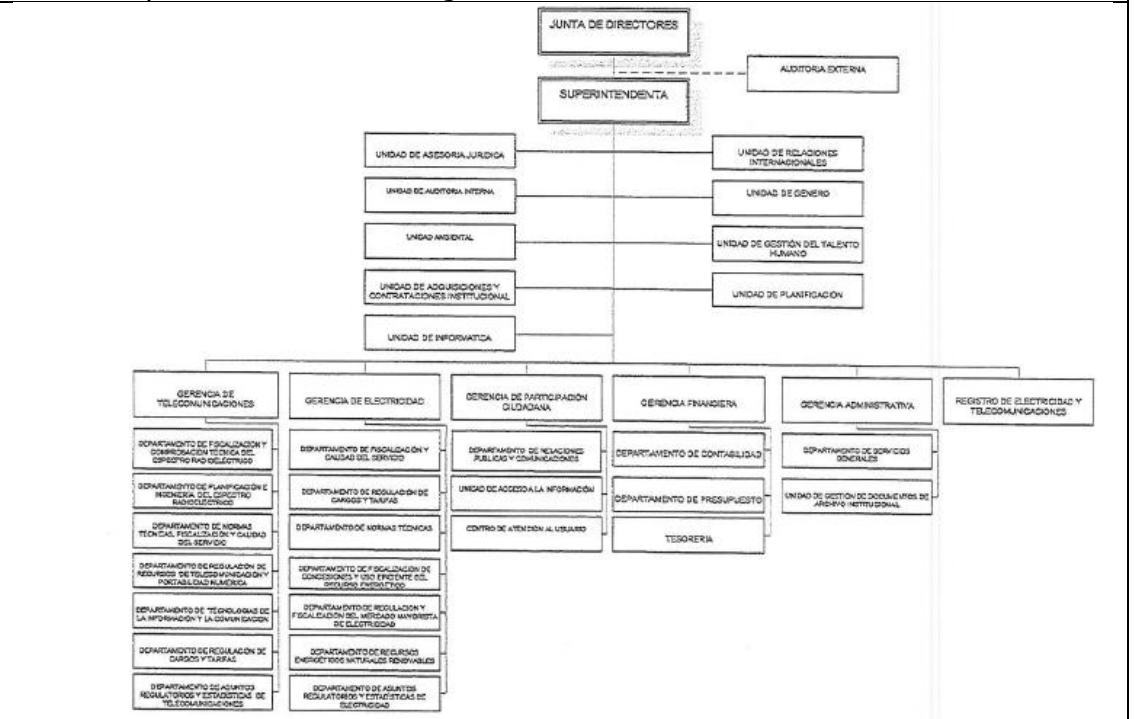 JUNTA DE DIRECTORES
AUDITORIA EXTERNA
SUPERINTENDENTA
UNIDAD DE ASESORIA JURIDICA
UNIDAD DE RELACIONES
INTERNACIONALES
UNIDAD DE AUDITORIA INTERNA
UNIDAD DE GENERO
UNIDAD AMBIENTAL
UNIDAD DE GESTIÓN DEL TALENTO
HUMANO
UNIDAD DE ADQUISICIONES Y
CONTRATACIONES INSTITUCIONAL
UNIDAD DE PLANIFICACIÓN
UNIDAD DE INFORMATICA
GERENCIA DE
TELECOMUNICACIONES
GERENCIA DE ELECTRICIDAD
GERENCIA DE PARTICIPACIÓN
CIUDADANA
GERENCIA FINANCIERA
GERENCIA ADMINISTRATIVA
REGISTRO DE ELECTRICIDAD Y
TELECOMUNICACIONES
DEPARTAMENTO DE FISCALIZACIÓN Y
COMPROBACIÓN TÉCNICA DEL
ESPECTRO RADIOELÉCTRICO
DEPARTAMENTO DE PLANIFICACIÓN E
INGENIERÍA DEL ESPECTRO
RADIOELECTRICO
DEPARTAMENTO DE NORMAS
TÉCNICAS, FISCALIZACIÓN Y CALIDAD
DEL SERVICIO
DEPARTAMENTO DE REGULACIÓN DE
RECURSOS DE TELECOMUNICACIÓN Y
PORTABILIDAD NUMÉRICA
DEPARTAMENTO DE TECNOLOGIAS DE
LA INFORMACIÓN Y LA COMUNICACIÓN
DEPARTAMENTO DE REGULACIÓN DE
CARGOS Y TARIFAS
DEPARTAMENTO DE ASUNTOS
REGULATORIOS Y ESTADÍSTICAS DE
TELECOMUNICACIONES
DEPARTAMENTO DE FISCALIZACIÓN Y
CALIDAD DEL SERVICIO
DEPARTAMENTO DE REGULACIÓN DE
CARGOS Y TARIFAS
DEPARTAMENTO DE NORMAS TÉCNICAS
DEPARTAMENTO DE FISCALIZACIÓN DE
CONCESIONES Y USO EFICIENTE DEL
RECURSO ENERGÉTICO
DEPARTAMENTO DE REGULACIÓN Y
FISCALIZACIÓN DEL MERCADO MAYORISTA
DE ELECTRICIDAD
DEPARTAMENTO DE RECURSOS
ENERGÉTICOS NATURALES RENOVABLES
DEPARTAMENTO DE ASUNTOS
REGULATORIOS Y ESTADÍSTICAS DE
ELECTRICIDAD
DEPARTAMENTO DE RELACIONES
PUBLICAS Y COMUNICACIONES
UNIDAD DE ACCESO A LA INFORMACIÓN
CENTRO DE ATENCIÓN AL USUARIO
DEPARTAMENTO DE CONTABILIDAD
DEPARTAMENTO DE PRESUPUESTO
TESORERIA
DEPARTAMENTO DE SERVICIOS
GENERALES
UNIDAD DE GESTIÓN DE DOCUMENTOS DE
ARCHIVO INSTITUCIONAL